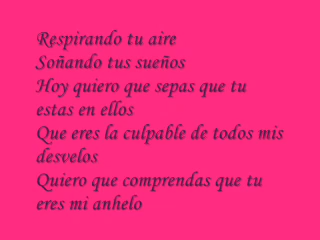 Respirando tu aire
Soñando tus sueños
Hoy quiero que sepas que tu
estas en ellos
Que eres la culpable de todos mis
desvelos
Quiero que comprendas que tu
eres mi anhelo